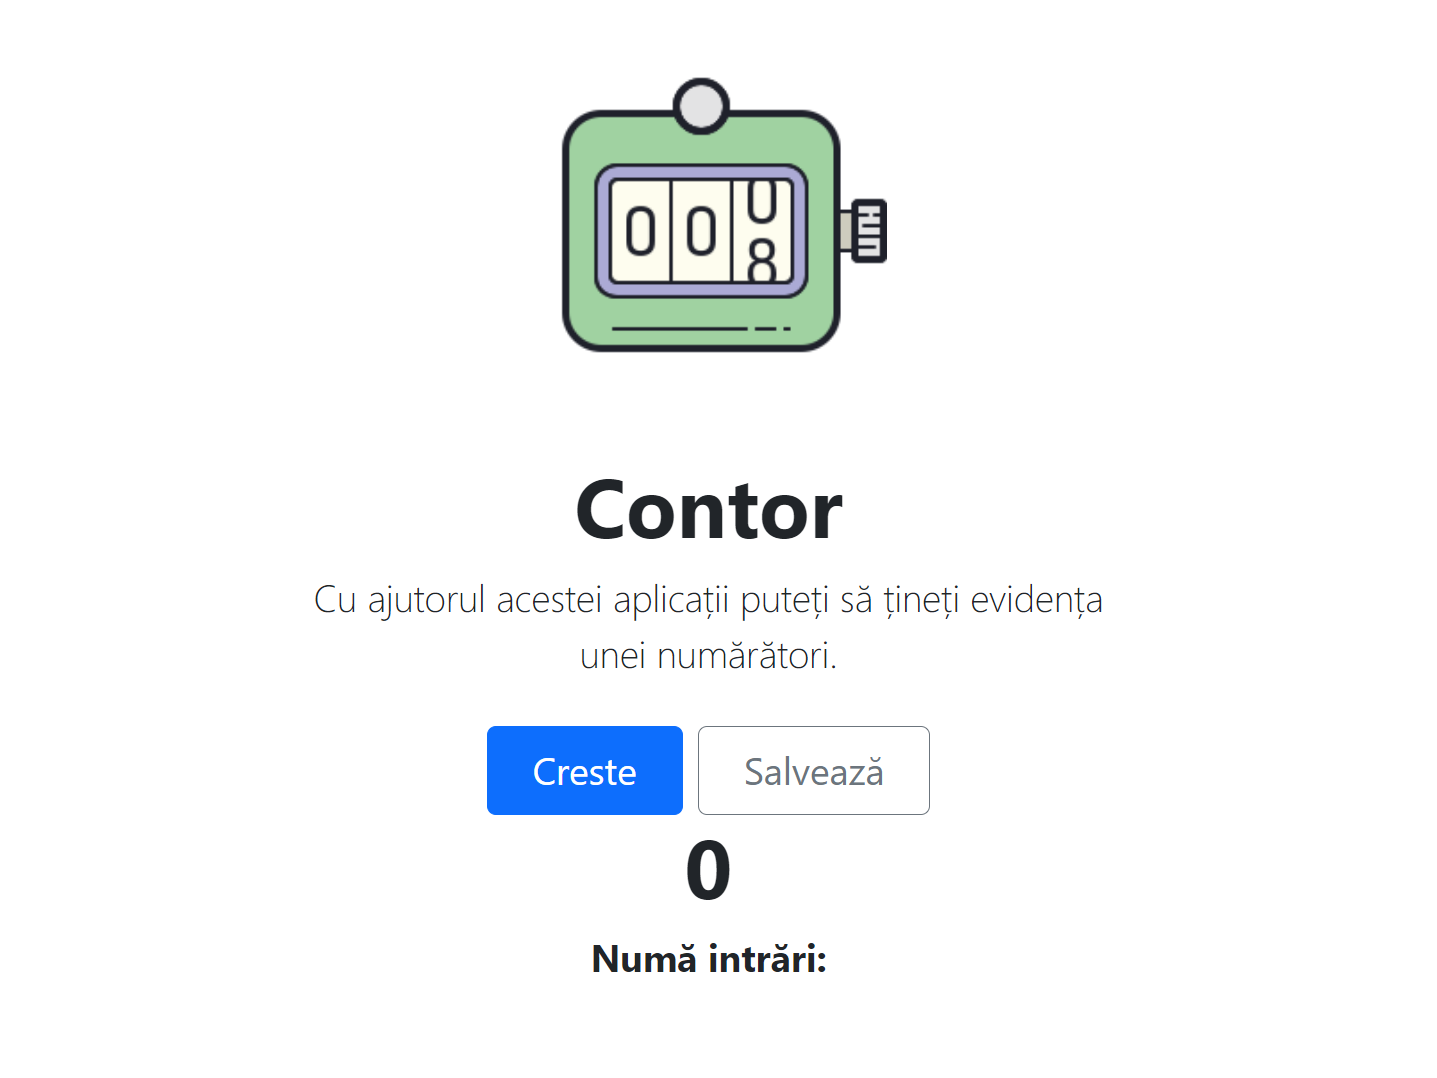 0 0 0
8
Contor
Cu ajutorul acestei aplicații puteți să țineți evidența
unei numărători.
Creste Salvează
0
Numă intrări: